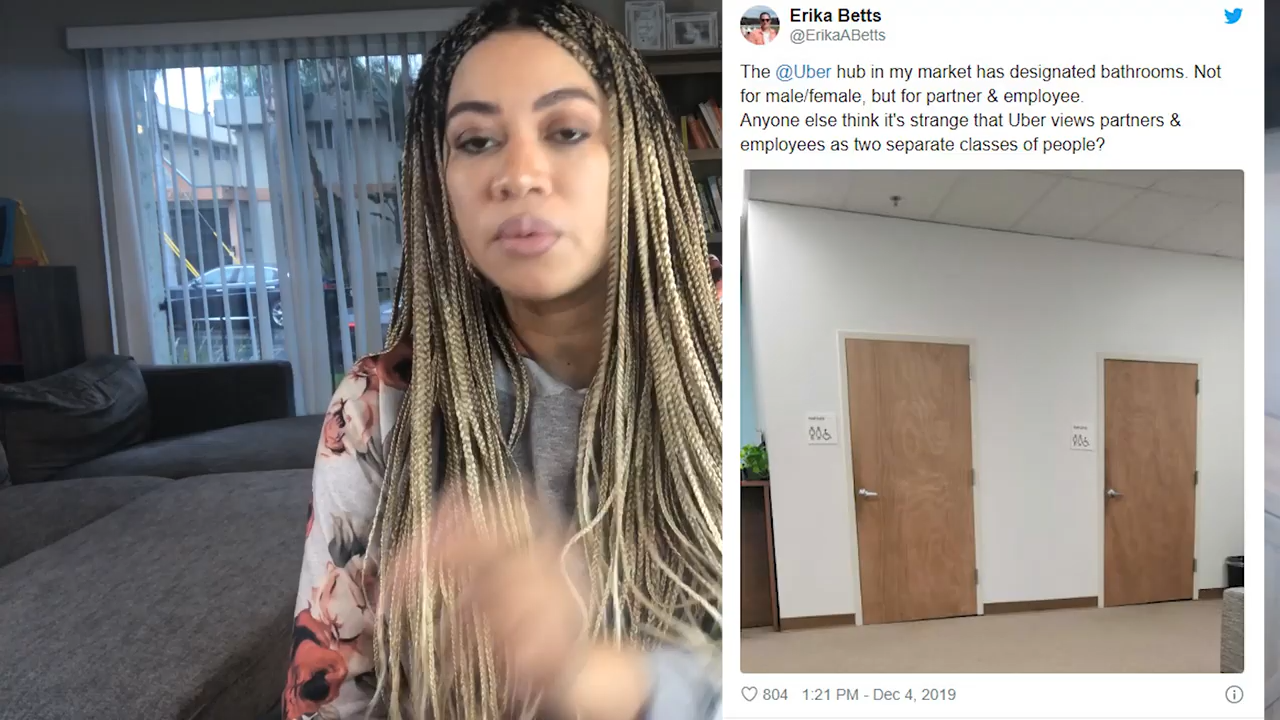 Erika Betts
@ErikaABetts
The @Uber hub in my market has designated bathrooms. Not
for male/female, but for partner & employee.
Anyone else think it's strange that Uber views partners &
employees as two separate classes of people?
804 1:21 PM - Dec 4, 2019